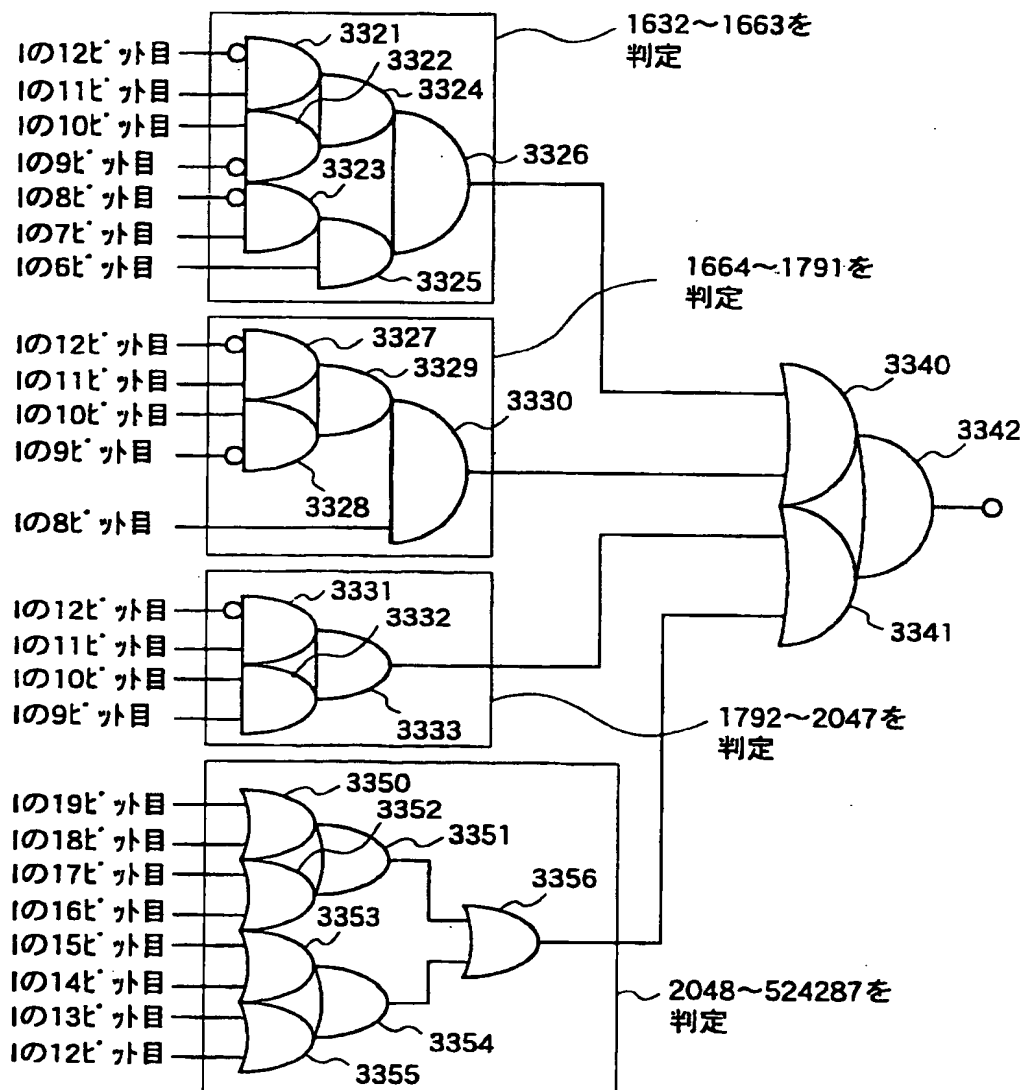 1632～1663を
判定
Iの12ビット目
Iの11ビット目
Iの10ビット目
Iの9ビット目
Iの8ビット目
Iの7ビット目
Iの6ビット目
3321
3322
3324
3323
3326
3325
1664～1791を
判定
Iの12ビット目
Iの11ビット目
Iの10ビット目
Iの9ビット目
Iの8ビット目
3327
3329
3330
3328
3340
3342
3341
Iの12ビット目
Iの11ビット目
Iの10ビット目
Iの9ビット目
3331
3332
3333
1792～2047を
判定
Iの19ビット目
Iの18ビット目
Iの17ビット目
Iの16ビット目
Iの15ビット目
Iの14ビット目
Iの13ビット目
Iの12ビット目
3350
3352
3351
3356
3353
3354
3355
2048～524287を
判定